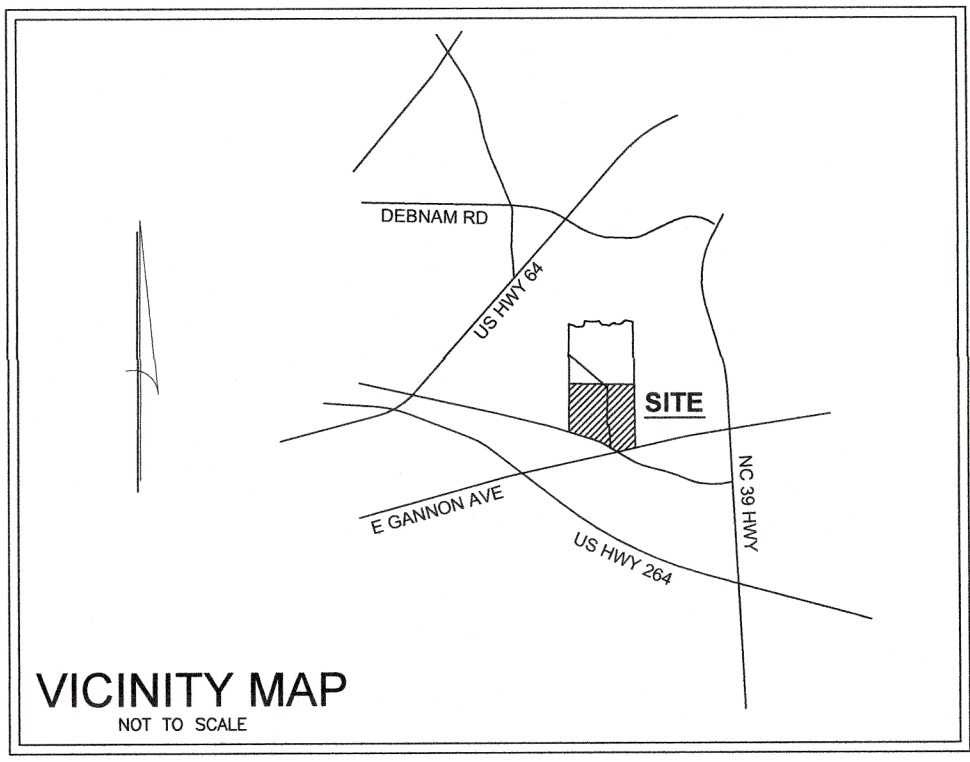 DEBNAM RD
US HWY 64
SITE
E GANNON AVE
NC 39 HWY
US HWY 264
VICINITY MAP
NOT TO SCALE